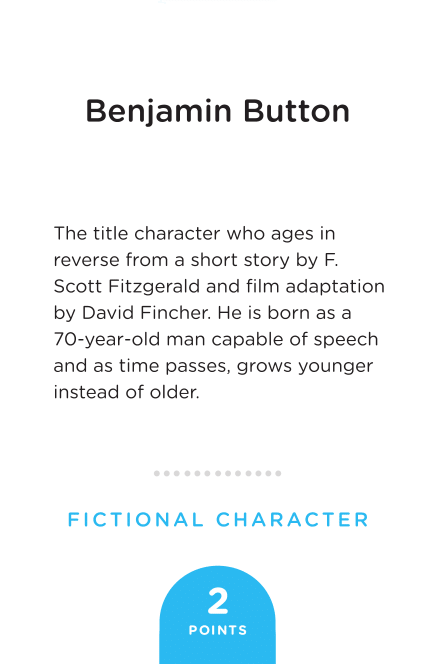 Benjamin Button
The title character who ages in
reverse from a short story by F.
Scott Fitzgerald and film adaptation
by David Fincher. He is born as a
70-year-old man capable of speech
and as time passes, grows younger
instead of older.
FICTIONAL CHARACTER
2
POINTS